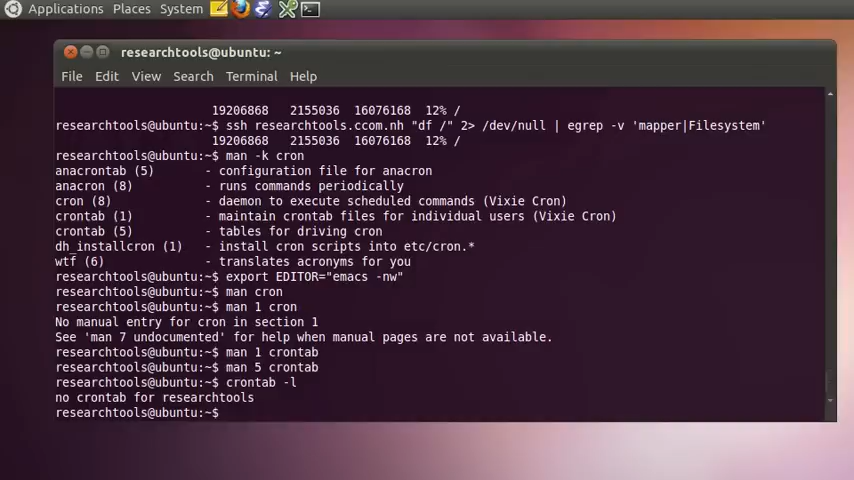 Applications Places System
researchtools@ubuntu: ~
File Edit View Search Terminal Help
19206868 2155036 16076168 12% /
researchtools@ubuntu:~$ ssh researchtools.ccom.nh "df /" 2> /dev/null | egrep -v 'mapper|Filesystem'
19206868 2155036 16076168 12% /
researchtools@ubuntu:~$ man -k cron
anacrontab (5) - configuration file for anacron
anacron (8) - runs commands periodically
cron (8) - daemon to execute scheduled commands (Vixie Cron)
crontab (1) - maintain crontab files for individual users (Vixie Cron)
crontab (5) - tables for driving cron
dh_installcron (1) - install cron scripts into etc/cron.*
wtf (6) - translates acronyms for you
researchtools@ubuntu:~$ export EDITOR="emacs -nw"
researchtools@ubuntu:~$ man cron
researchtools@ubuntu:~$ man 1 cron
No manual entry for cron in section 1
See 'man 7 undocumented' for help when manual pages are not available.
researchtools@ubuntu:~$ man 1 crontab
researchtools@ubuntu:~$ man 5 crontab
researchtools@ubuntu:~$ crontab -l
no crontab for researchtools
researchtools@ubuntu:~$